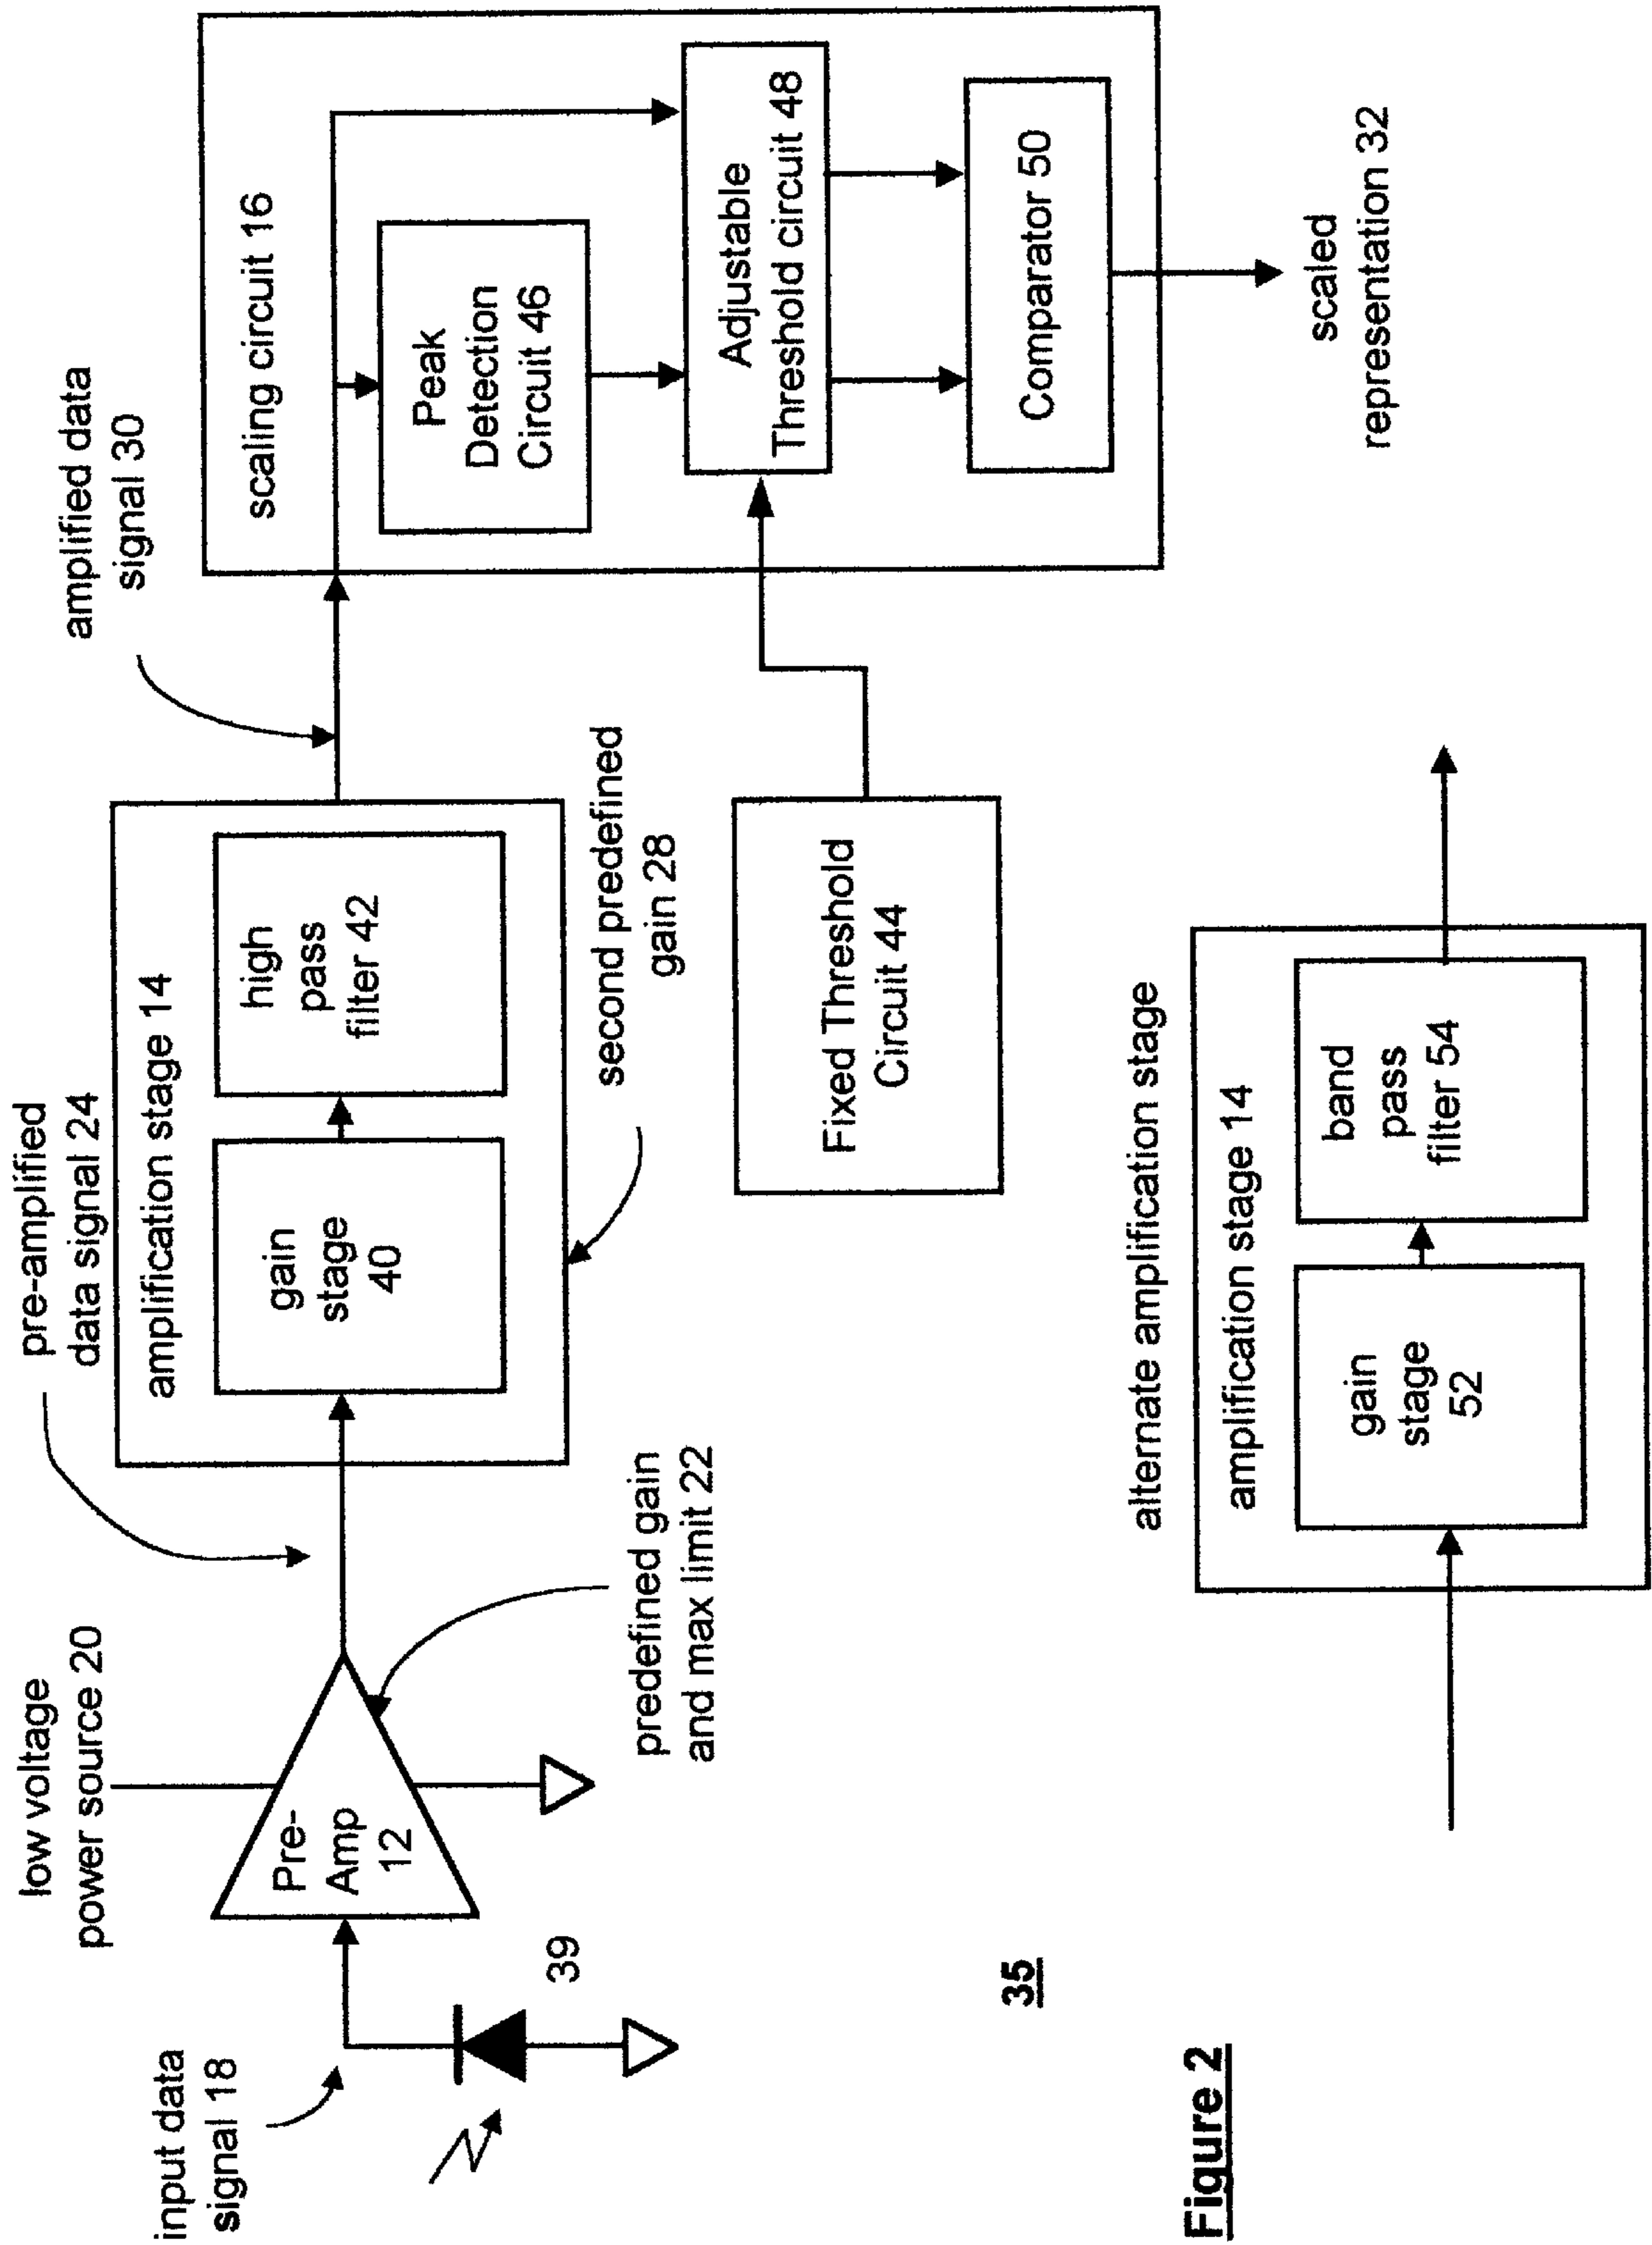 low voltage
power source 20
pre-amplified
data signal 24
amplified data
signal 30
input data
signal 18
39
Pre-
Amp
12
predefined gain
and max limit 22
amplification stage 14
gain
stage
40
high
pass
filter 42
second predefined
gain 28
Fixed Threshold
Circuit 44
scaling circuit 16
Peak
Detection
Circuit 46
Adjustable
Threshold circuit 48
Comparator 50
scaled
representation 32
35
alternate amplification stage
amplification stage 14
gain
stage
52
band
pass
filter 54
Figure 2